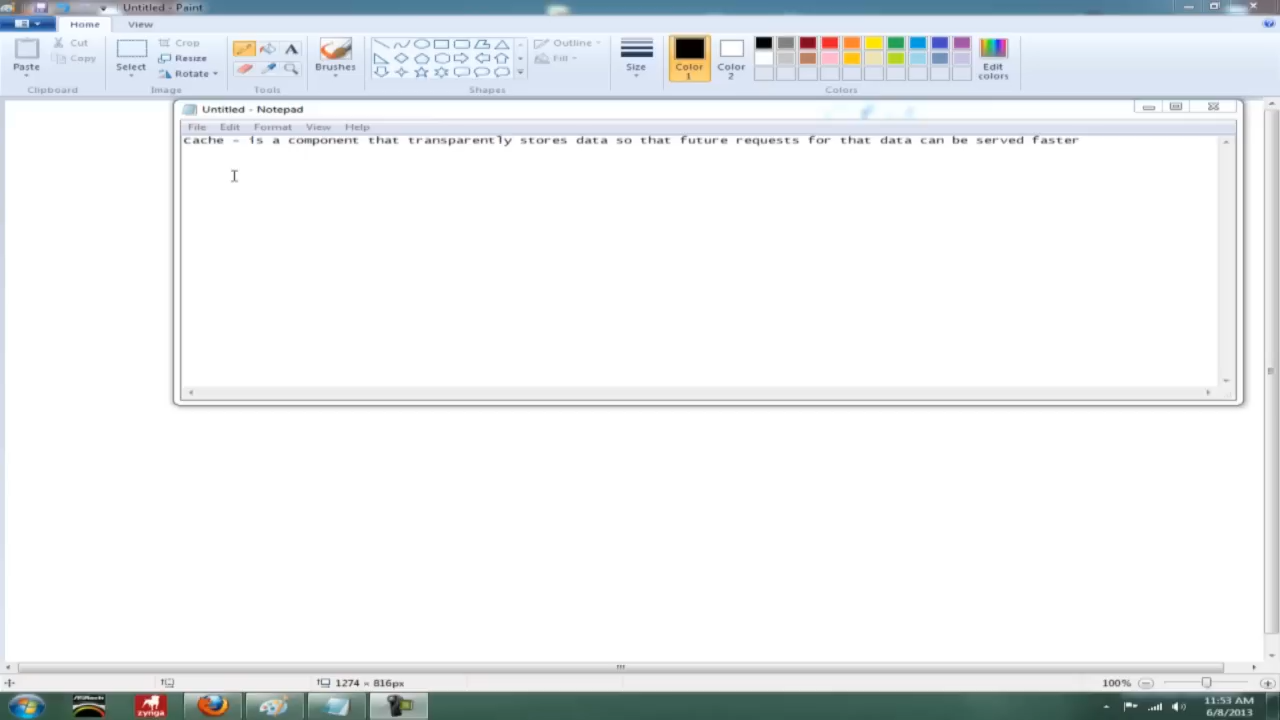 Untitled - Paint
Home View
Paste
Cut
Copy
Clipboard
Select
Crop
Resize
Rotate
Image
Tools
Brushes
Shapes
Outline
Fill
Size
Color 1
Color 2
Edit colors
Colors
Untitled - Notepad
File Edit Format View Help
cache - is a component that transparently stores data so that future requests for that data can be served faster
1274 × 816px
100%
zynga
11:53 AM
6/8/2013